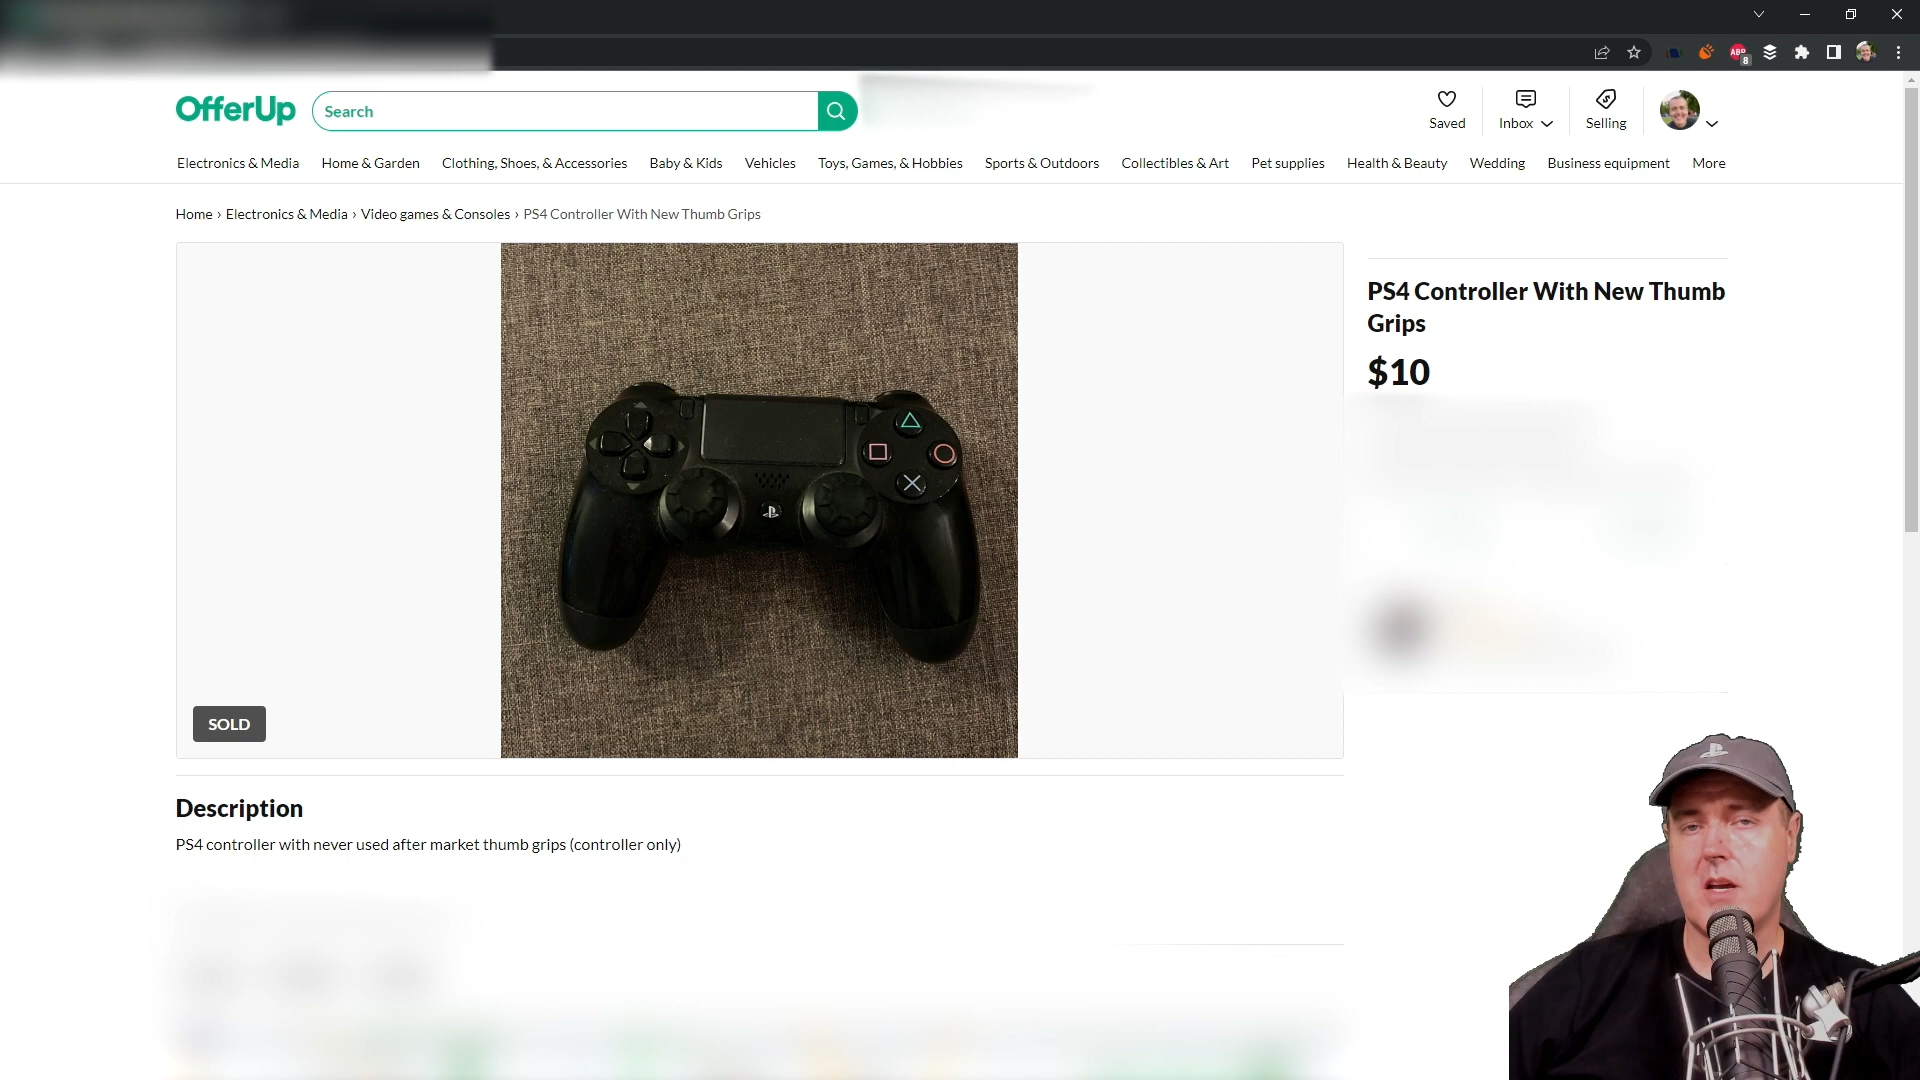 ABP
8
OfferUp
Search
Saved
Inbox
Selling
Electronics & Media
Home & Garden
Clothing, Shoes, & Accessories
Baby & Kids
Vehicles
Toys, Games, & Hobbies
Sports & Outdoors
Collectibles & Art
Pet supplies
Health & Beauty
Wedding
Business equipment
More
Home › Electronics & Media › Video games & Consoles › PS4 Controller With New Thumb Grips
PS4 Controller With New Thumb
Grips
$10
SOLD
Description
PS4 controller with never used after market thumb grips (controller only)